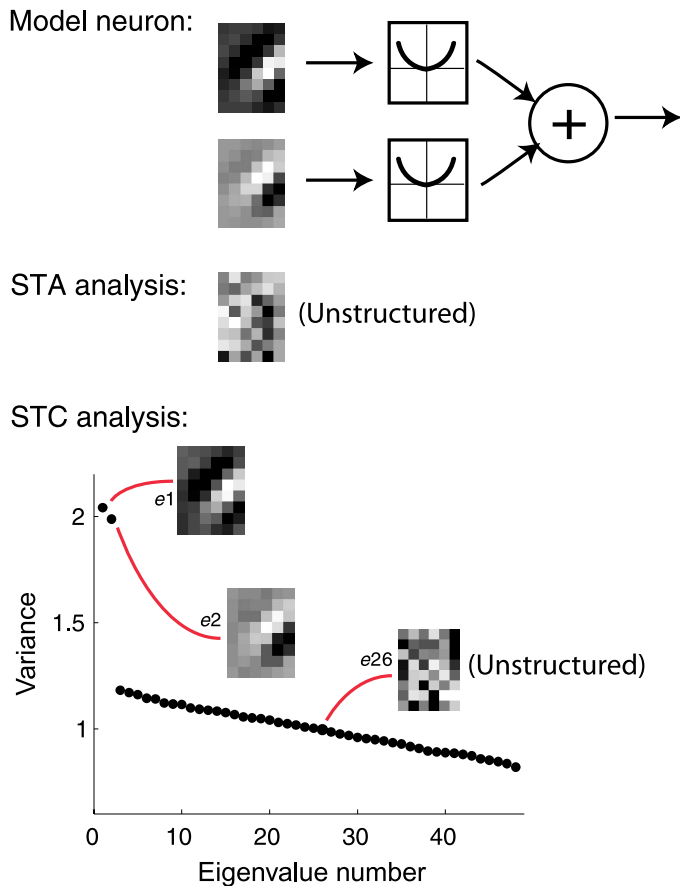 Model neuron:
+
STA analysis:
(Unstructured)
STC analysis:
e1
2
e2
1.5
e26
(Unstructured)
Variance
1
0 10 20 30 40
Eigenvalue number